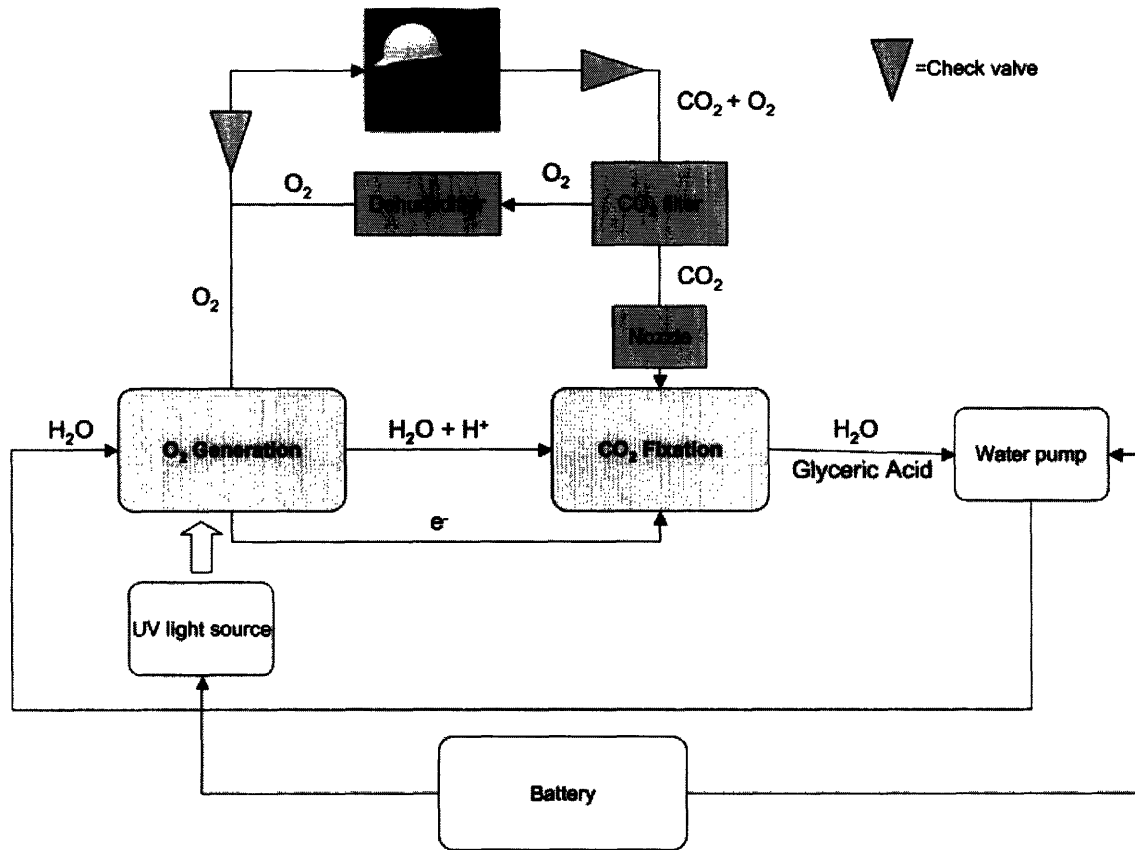 =Check valve
CO₂ + O₂
O₂
O₂
Dehumidifier
CO₂ filter
CO₂
O₂
Nozzle
H₂O
O₂ Generation
H₂O + H⁺
CO₂ Fixation
H₂O
Glyceric Acid
Water pump
e⁻
UV light source
Battery